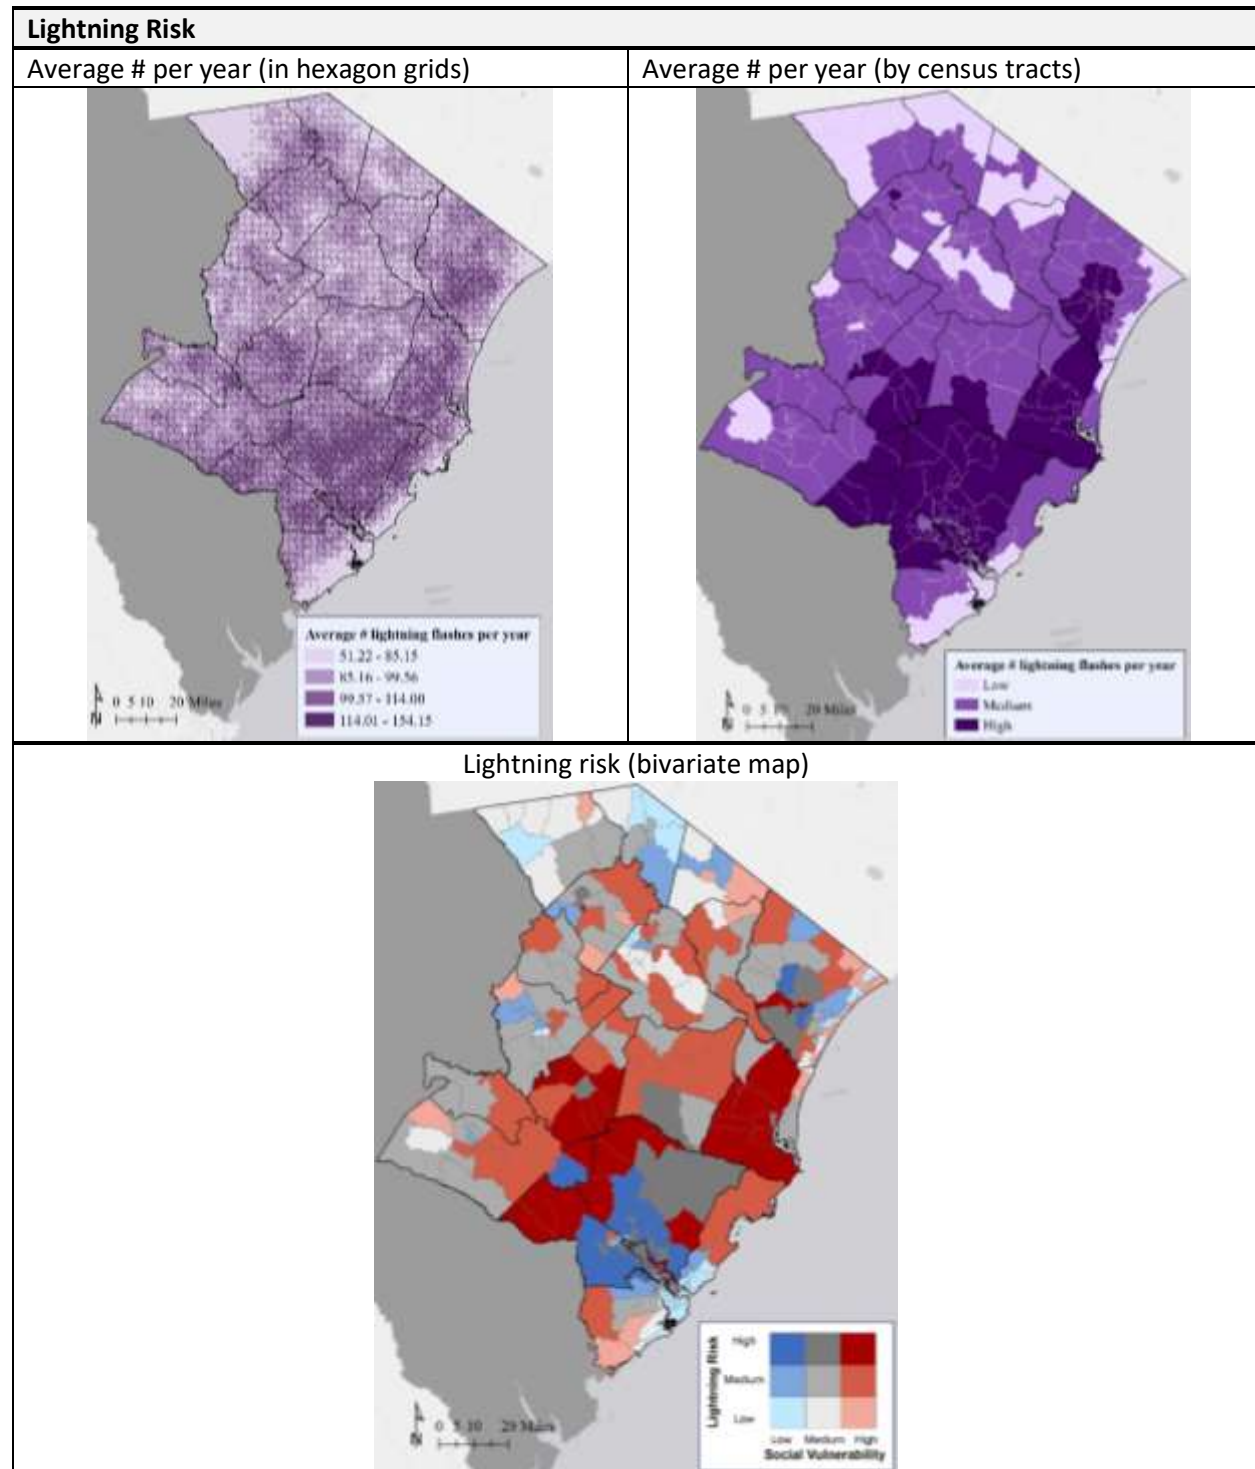 Lightning Risk
Average # per year (in hexagon grids)
Average # per year (by census tracts)
Average # lightning flashes per year
51.22 - 85.15
85.16 - 99.56
99.57 - 114.00
114.01 - 154.15
0 5 10 20 Miles
N
Average # lightning flashes per year
Low
Medium
High
0 5 10 20 Miles
N
Lightning risk (bivariate map)
Lightning Risk
High
Medium
Low
Low Medium High
Social Vulnerability
0 5 10 20 Miles
N